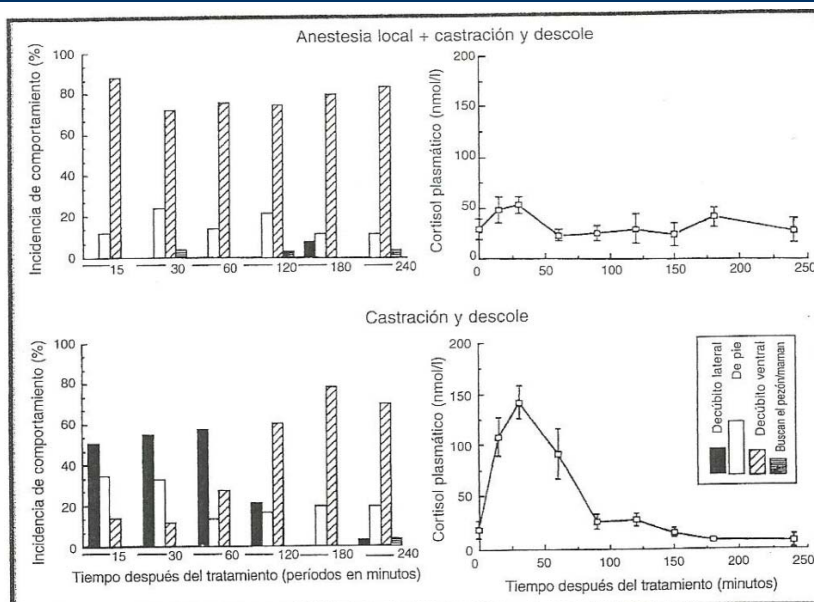 Anestesia local + castración y descole
Incidencia de comportamiento (%)
100
80
60
40
20
0
15 30 60 120 180 240
Cortisol plasmático (nmol/l)
200
150
100
50
0
0 50 100 150 200 250
Castración y descole
Incidencia de comportamiento (%)
100
80
60
40
20
0
15 30 60 120 180 240
Tiempo después del tratamiento (períodos en minutos)
Cortisol plasmático (nmol/l)
200
150
100
50
0
0 50 100 150 200 250
Tiempo después del tratamiento (minutos)
Decúbito lateral
De pie
Decúbito ventral
Buscan el pezón/maman